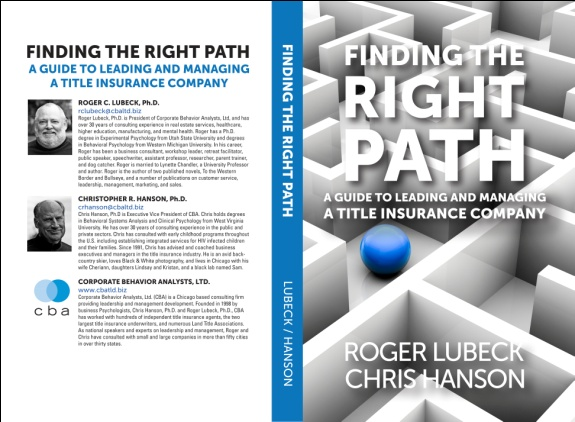 FINDING THE RIGHT PATH
A GUIDE TO LEADING AND MANAGING
A TITLE INSURANCE COMPANY
ROGER C. LUBECK, Ph.D.
rclubeck@cbaltd.biz
Roger Lubeck, Ph.D. is President of Corporate Behavior Analysts, Ltd, and has
over 30 years of consulting experience in real estate services, healthcare,
higher education, manufacturing, and mental health. Roger has a Ph.D.
degree in Experimental Psychology from Utah State University and degrees
in Behavioral Psychology from Western Michigan University. In his career,
Roger has been a business consultant, workshop leader, retreat facilitator,
public speaker, speechwriter, assistant professor, researcher, parent trainer,
and dog catcher. Roger is married to Lynette Chandler, a University Professor
and author. Roger is the author of two published novels, To the Western
Border and Bullseye, and a number of publications on customer service,
leadership, management, marketing, and sales.
CHRISTOPHER R. HANSON, Ph.D.
crhanson@cbaltd.biz
Chris Hanson, Ph.D is Executive Vice President of CBA. Chris holds degrees
in Behavioral Systems Analysis and Clinical Psychology from West Virginia
University. He has over 30 years of consulting experience in the public and
private sectors. Chris has consulted with early childhood programs throughout
the U.S. including establishing integrated services for HIV infected children
and their families. Since 1991, Chris has advised and coached business
executives and managers in the title insurance industry. He is an avid back-
country skier, loves Black & White photography, and lives in Chicago with his
wife Cheriann, daughters Lindsay and Kristan, and a black lab named Sam.
cba
CORPORATE BEHAVIOR ANALYSTS, LTD.
www.cbatld.biz
Corporate Behavior Analysts, Ltd. (CBA) is a Chicago based consulting firm
providing leadership and management development. Founded in 1998 by
business Psychologists, Chris Hanson, Ph.D. and Roger Lubeck, Ph.D., CBA
has worked with hundreds of independent title insurance agents, the two
largest title insurance underwriters, and numerous Land Title Associations.
As national speakers and experts on leadership and management, Roger and
Chris have consulted with small and large companies in more than fifty cities
in over thirty states.
FINDING THE RIGHT PATH
LUBECK / HANSON
FINDING THE
RIGHT
PATH
A GUIDE TO LEADING AND MANAGING
A TITLE INSURANCE COMPANY
ROGER LUBECK
CHRIS HANSON